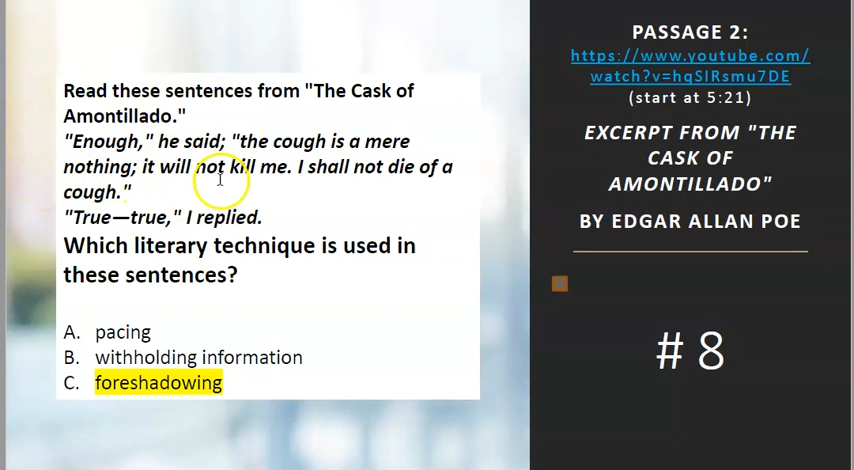 Read these sentences from "The Cask of
Amontillado."
"Enough," he said; "the cough is a mere
nothing; it will not kill me. I shall not die of a
cough."
"True—true," I replied.
Which literary technique is used in
these sentences?
A. pacing
B. withholding information
C. foreshadowing
PASSAGE 2:
https://www.youtube.com/
watch?v=hqSIRsmu7DE
(start at 5:21)
EXCERPT FROM "THE
CASK OF
AMONTILLADO"
BY EDGAR ALLAN POE
# 8